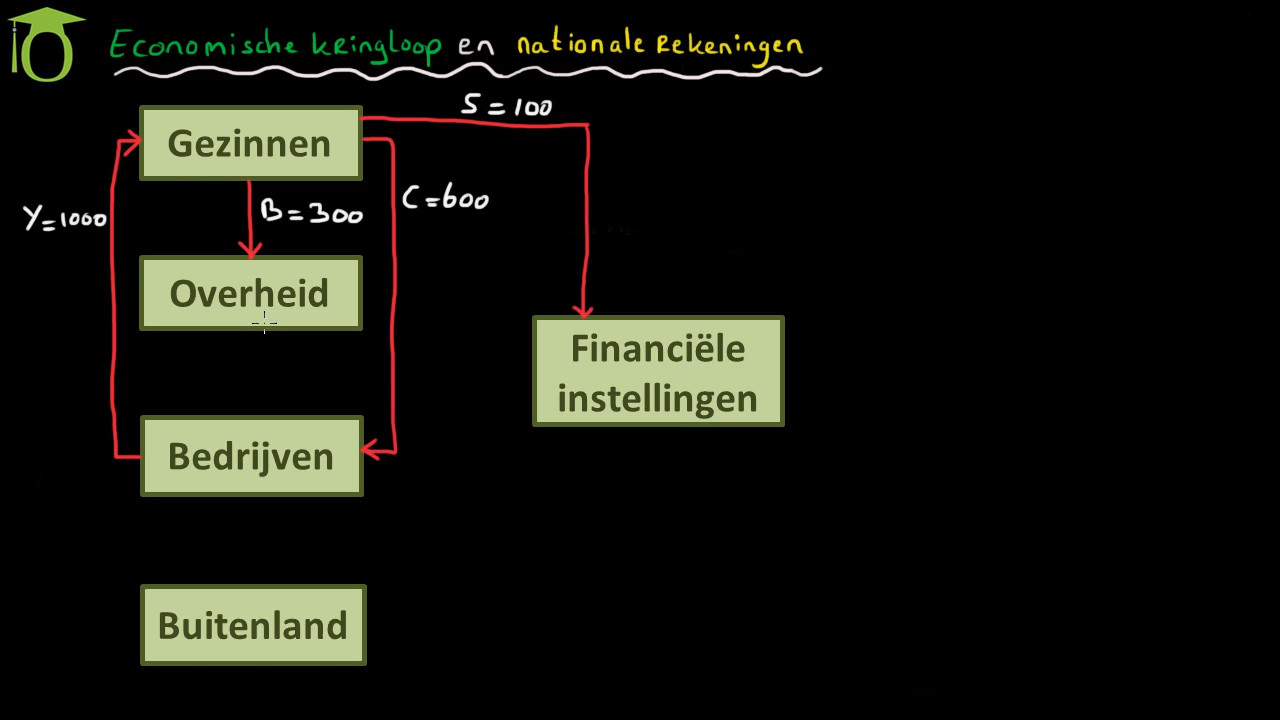 Economische kringloop en nationale Rekeningen
S = 100
Gezinnen
C = 600
Y = 1000
B = 300
Overheid
Financiële
instellingen
Bedrijven
Buitenland